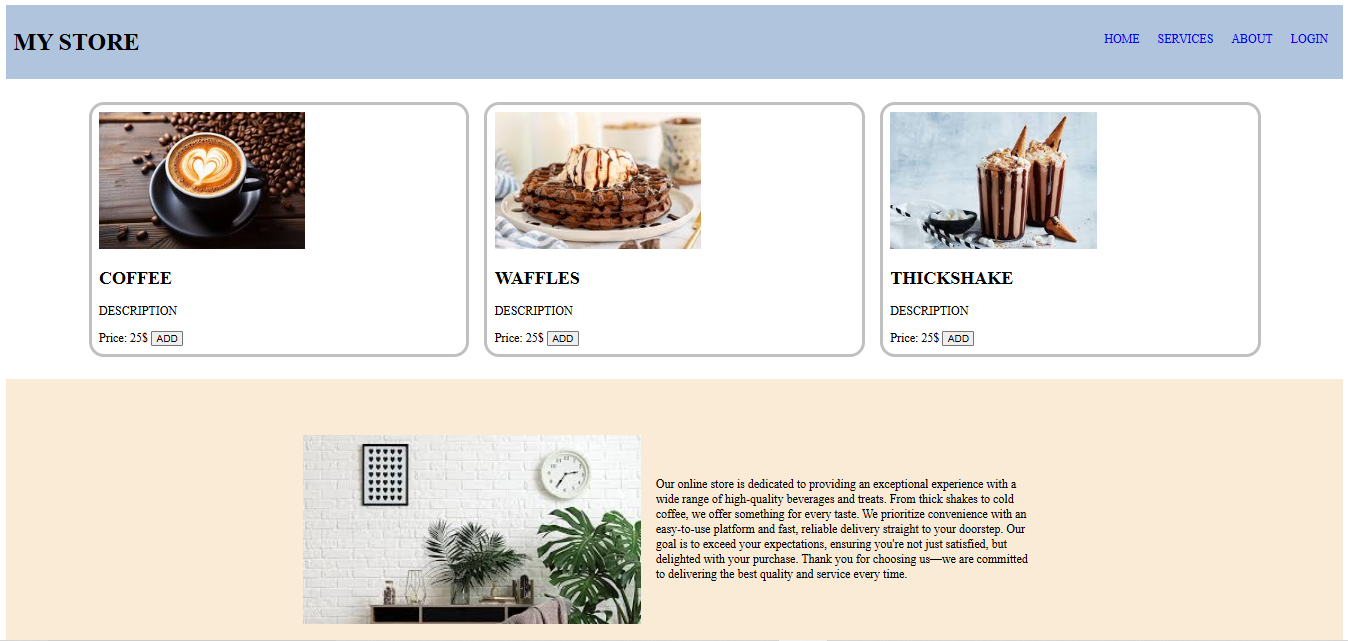 MY STORE
HOME SERVICES ABOUT LOGIN
COFFEE
DESCRIPTION
Price: 25$ ADD
WAFFLES
DESCRIPTION
Price: 25$ ADD
THICKSHAKE
DESCRIPTION
Price: 25$ ADD
Our online store is dedicated to providing an exceptional experience with a
wide range of high-quality beverages and treats. From thick shakes to cold
coffee, we offer something for every taste. We prioritize convenience with an
easy-to-use platform and fast, reliable delivery straight to your doorstep. Our
goal is to exceed your expectations, ensuring you're not just satisfied, but
delighted with your purchase. Thank you for choosing us—we are committed
to delivering the best quality and service every time.